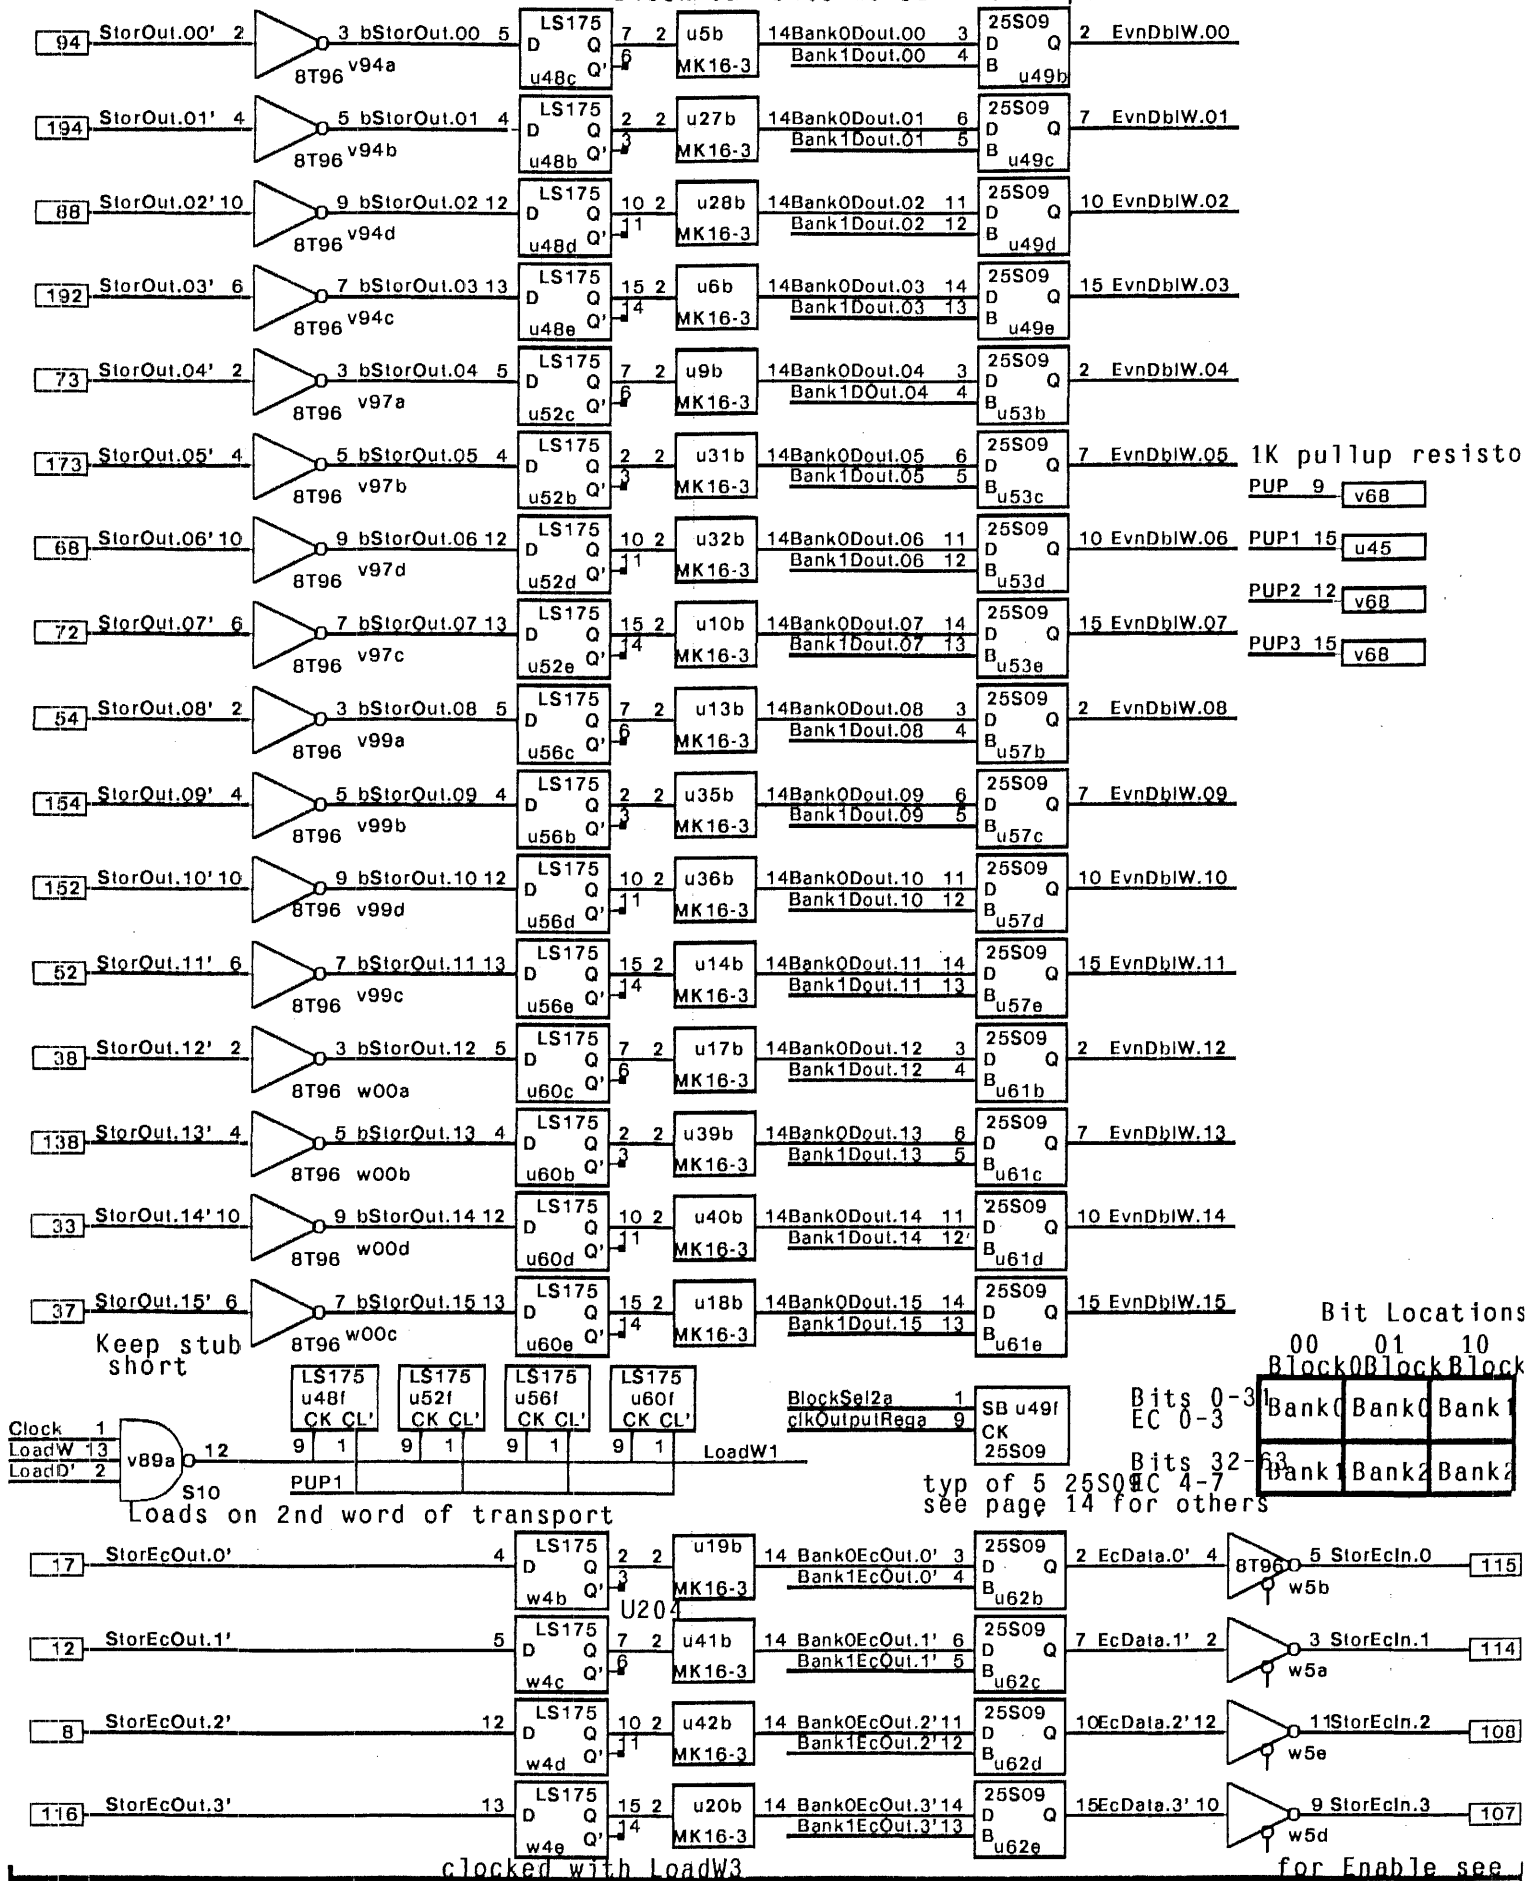 LS175 25S09
94 StorOut.00' 2 3 bStorOut.00 5 D Q 7 2 u5b 14Bank0Dout.00 3 D Q 2 EvnDblW.00
8T96 v94a u48c Q' 6 MK16-3 Bank1Dout.00 4 B u49b
LS175 25S09
194 StorOut.01' 4 5 bStorOut.01 4 D Q 2 2 u27b 14Bank0Dout.01 6 D Q 7 EvnDblW.01
8T96 v94b u48b Q' 3 MK16-3 Bank1Dout.01 5 B u49c
LS175 25S09
88 StorOut.02' 10 9 bStorOut.02 12 D Q 10 2 u28b 14Bank0Dout.02 11 D Q 10 EvnDblW.02
8T96 v94d u48d Q' 11 MK16-3 Bank1Dout.02 12 B u49d
LS175 25S09
192 StorOut.03' 6 7 bStorOut.03 13 D Q 15 2 u6b 14Bank0Dout.03 14 D Q 15 EvnDblW.03
8T96 v94c u48e Q' 14 MK16-3 Bank1Dout.03 13 B u49e
LS175 25S09
73 StorOut.04' 2 3 bStorOut.04 5 D Q 7 2 u9b 14Bank0Dout.04 3 D Q 2 EvnDblW.04
8T96 v97a u52c Q' 6 MK16-3 Bank1DOut.04 4 B u53b
LS175 25S09
173 StorOut.05' 4 5 bStorOut.05 4 D Q 2 2 u31b 14Bank0Dout.05 6 D Q 7 EvnDblW.05 1K pullup resisto
8T96 v97b u52b Q' 3 MK16-3 Bank1Dout.05 5 B u53c PUP 9 v68
LS175 25S09
68 StorOut.06' 10 9 bStorOut.06 12 D Q 10 2 u32b 14Bank0Dout.06 11 D Q 10 EvnDblW.06 PUP1 15 u45
8T96 v97d u52d Q' 11 MK16-3 Bank1Dout.06 12 B u53d PUP2 12 v68
LS175 25S09
72 StorOut.07' 6 7 bStorOut.07 13 D Q 15 2 u10b 14Bank0Dout.07 14 D Q 15 EvnDblW.07
8T96 v97c u52e Q' 14 MK16-3 Bank1Dout.07 13 B u53e PUP3 15 v68
LS175 25S09
54 StorOut.08' 2 3 bStorOut.08 5 D Q 7 2 u13b 14Bank0Dout.08 3 D Q 2 EvnDblW.08
8T96 v99a u56c Q' 6 MK16-3 Bank1Dout.08 4 B u57b
LS175 25S09
154 StorOut.09' 4 5 bStorOut.09 4 D Q 2 2 u35b 14Bank0Dout.09 6 D Q 7 EvnDblW.09
8T96 v99b u56b Q' 3 MK16-3 Bank1Dout.09 5 B u57c
LS175 25S09
152 StorOut.10' 10 9 bStorOut.10 12 D Q 10 2 u36b 14Bank0Dout.10 11 D Q 10 EvnDblW.10
8T96 v99d u56d Q' 11 MK16-3 Bank1Dout.10 12 B u57d
LS175 25S09
52 StorOut.11' 6 7 bStorOut.11 13 D Q 15 2 u14b 14Bank0Dout.11 14 D Q 15 EvnDblW.11
8T96 v99c u56e Q' 14 MK16-3 Bank1Dout.11 13 B u57e
LS175 25S09
38 StorOut.12' 2 3 bStorOut.12 5 D Q 7 2 u17b 14Bank0Dout.12 3 D Q 2 EvnDblW.12
8T96 w00a u60c Q' 6 MK16-3 Bank1Dout.12 4 B u61b
LS175 25S09
138 StorOut.13' 4 5 bStorOut.13 4 D Q 2 2 u39b 14Bank0Dout.13 6 D Q 7 EvnDblW.13
8T96 w00b u60b Q' 3 MK16-3 Bank1Dout.13 5 B u61c
LS175 25S09
33 StorOut.14' 10 9 bStorOut.14 12 D Q 10 2 u40b 14Bank0Dout.14 11 D Q 10 EvnDblW.14
8T96 w00d u60d Q' 11 MK16-3 Bank1Dout.14 12 B u61d
LS175 25S09
37 StorOut.15' 6 7 bStorOut.15 13 D Q 15 2 u18b 14Bank0Dout.15 14 D Q 15 EvnDblW.15
8T96 w00c u60e Q' 14 MK16-3 Bank1Dout.15 13 B u61e
Keep stub
short
Bit Locations
00 01 10
Block0Block1Block
Bits 0-31 Bank0 Bank0 Bank1
EC 0-3
Bits 32-63 Bank1 Bank2 Bank2
EC 4-7
LS175 LS175 LS175 LS175
u48f u52f u56f u60f
CK CL' CK CL' CK CL' CK CL'
9 1 9 1 9 1 9 1 LoadW1
PUP1
Clock 1
LoadW 13 v89a 12
LoadD' 2
S10
Loads on 2nd word of transport
BlockSel2a 1 SB u49f
clkOutputRega 9 CK
25S09
typ of 5 25S09
see page 14 for others
LS175 25S09
17 StorEcOut.0' 4 D Q 2 2 u19b 14 Bank0EcOut.0' 3 D Q 2 EcData.0' 4 8T96 5 StorEcIn.0 115
w4b Q' 3 MK16-3 Bank1EcOut.0' 4 B u62b w5b
U204
LS175 25S09
12 StorEcOut.1' 5 D Q 7 2 u41b 14 Bank0EcOut.1' 6 D Q 7 EcData.1' 2 3 StorEcIn.1 114
w4c Q' 6 MK16-3 Bank1EcOut.1' 5 B u62c w5a
LS175 25S09
8 StorEcOut.2' 12 D Q 10 2 u42b 14 Bank0EcOut.2'11 D Q 10EcData.2' 12 11StorEcIn.2 108
w4d Q' 11 MK16-3 Bank1EcOut.2'12 B u62d w5e
LS175 25S09
116 StorEcOut.3' 13 D Q 15 2 u20b 14 Bank0EcOut.3'14 D Q 15EcData.3' 10 9 StorEcIn.3 107
w4e Q' 14 MK16-3 Bank1EcOut.3'13 B u62e w5d
clocked with LoadW3
for Enable see